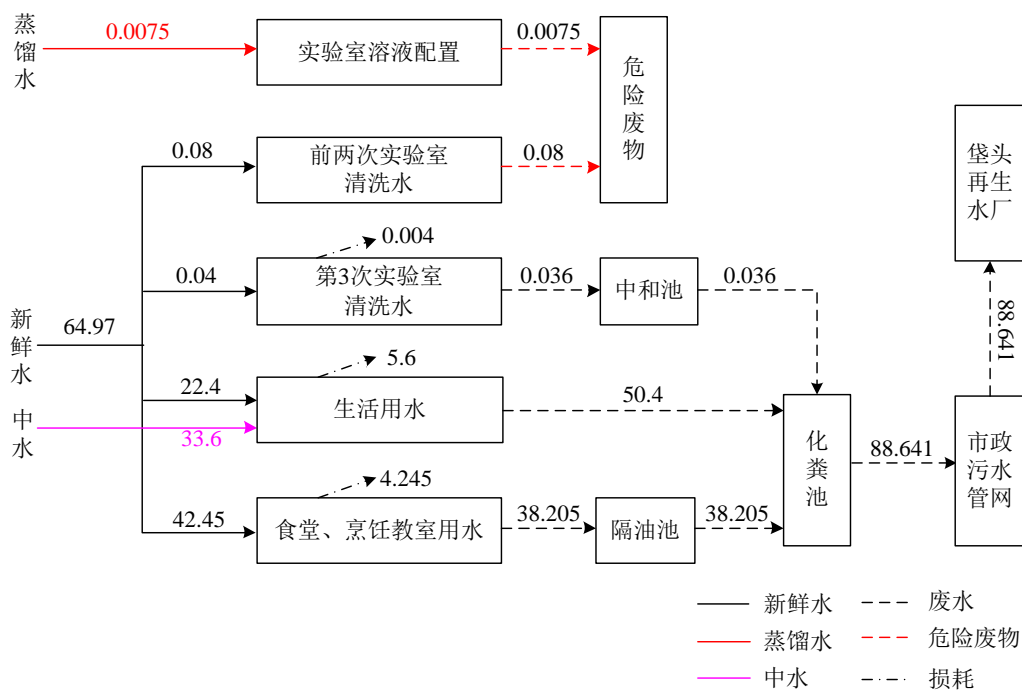 蒸馏水
0.0075
实验室溶液配置
0.0075
危险废物
0.08
前两次实验室
清洗水
0.08
垡头
再生
水厂
0.004
0.04
第3次实验室
清洗水
0.036
中和池
0.036
新鲜水
64.97
88.641
5.6
22.4
生活用水
50.4
中水
33.6
化粪池
88.641
市政
污水
管网
4.245
42.45
食堂、烹饪教室用水
38.205
隔油池
38.205
新鲜水
废水
蒸馏水
危险废物
中水
损耗